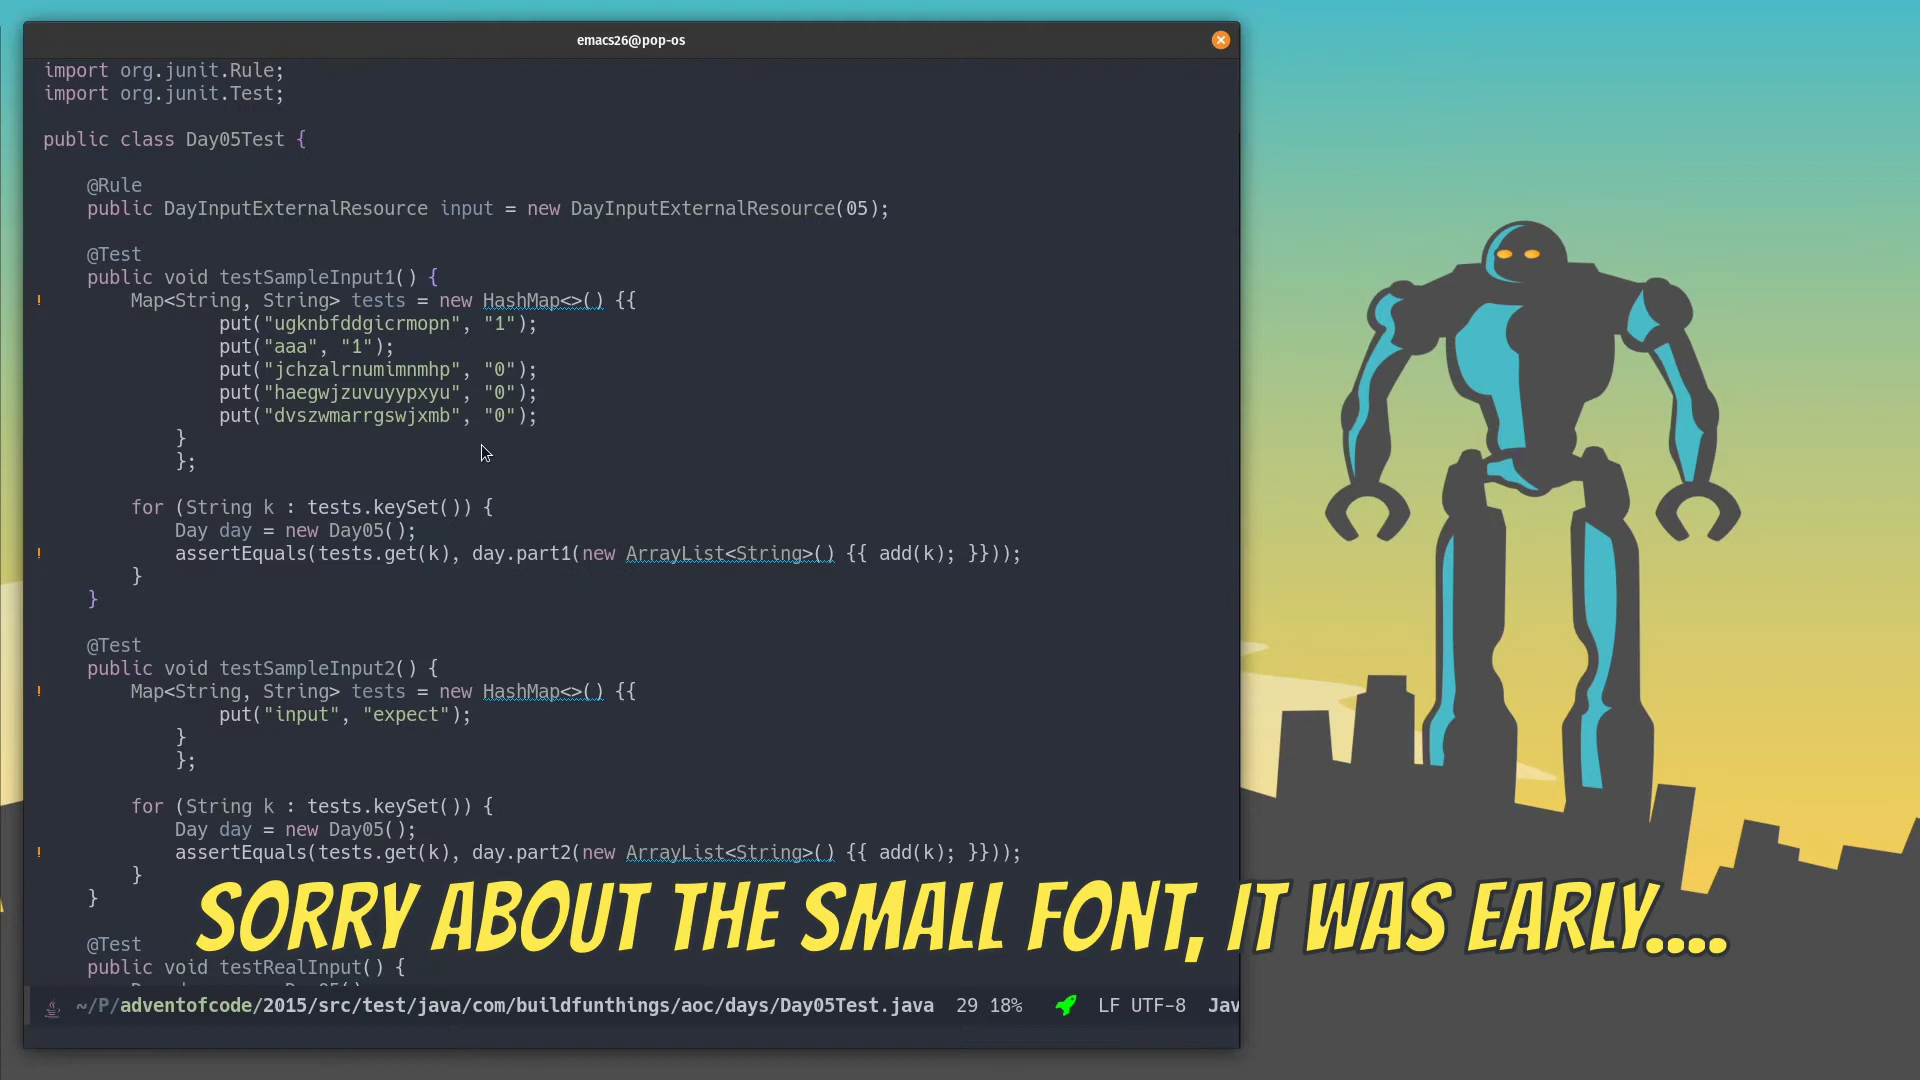 emacs26@pop-os
import org.junit.Rule;
import org.junit.Test;
public class Day05Test {
@Rule
public DayInputExternalResource input = new DayInputExternalResource(05);
@Test
public void testSampleInput1() {
! Map<String, String> tests = new HashMap<>() {{
put("ugknbfddgicrmopn", "1");
put("aaa", "1");
put("jchzalrnumimnmhp", "0");
put("haegwjzuvuyypxyu", "0");
put("dvszwmarrgswjxmb", "0");
}
};
for (String k : tests.keySet()) {
Day day = new Day05();
! assertEquals(tests.get(k), day.part1(new ArrayList<String>() {{ add(k); }}));
}
}
@Test
public void testSampleInput2() {
! Map<String, String> tests = new HashMap<>() {{
put("input", "expect");
}
};
for (String k : tests.keySet()) {
Day day = new Day05();
! assertEquals(tests.get(k), day.part2(new ArrayList<String>() {{ add(k); }}));
}
}
SORRY ABOUT THE SMALL FONT, IT WAS EARLY....
@Test
public void testRealInput() {
~/P/adventofcode/2015/src/test/java/com/buildfunthings/aoc/days/Day05Test.java 29 18% LF UTF-8 Jav